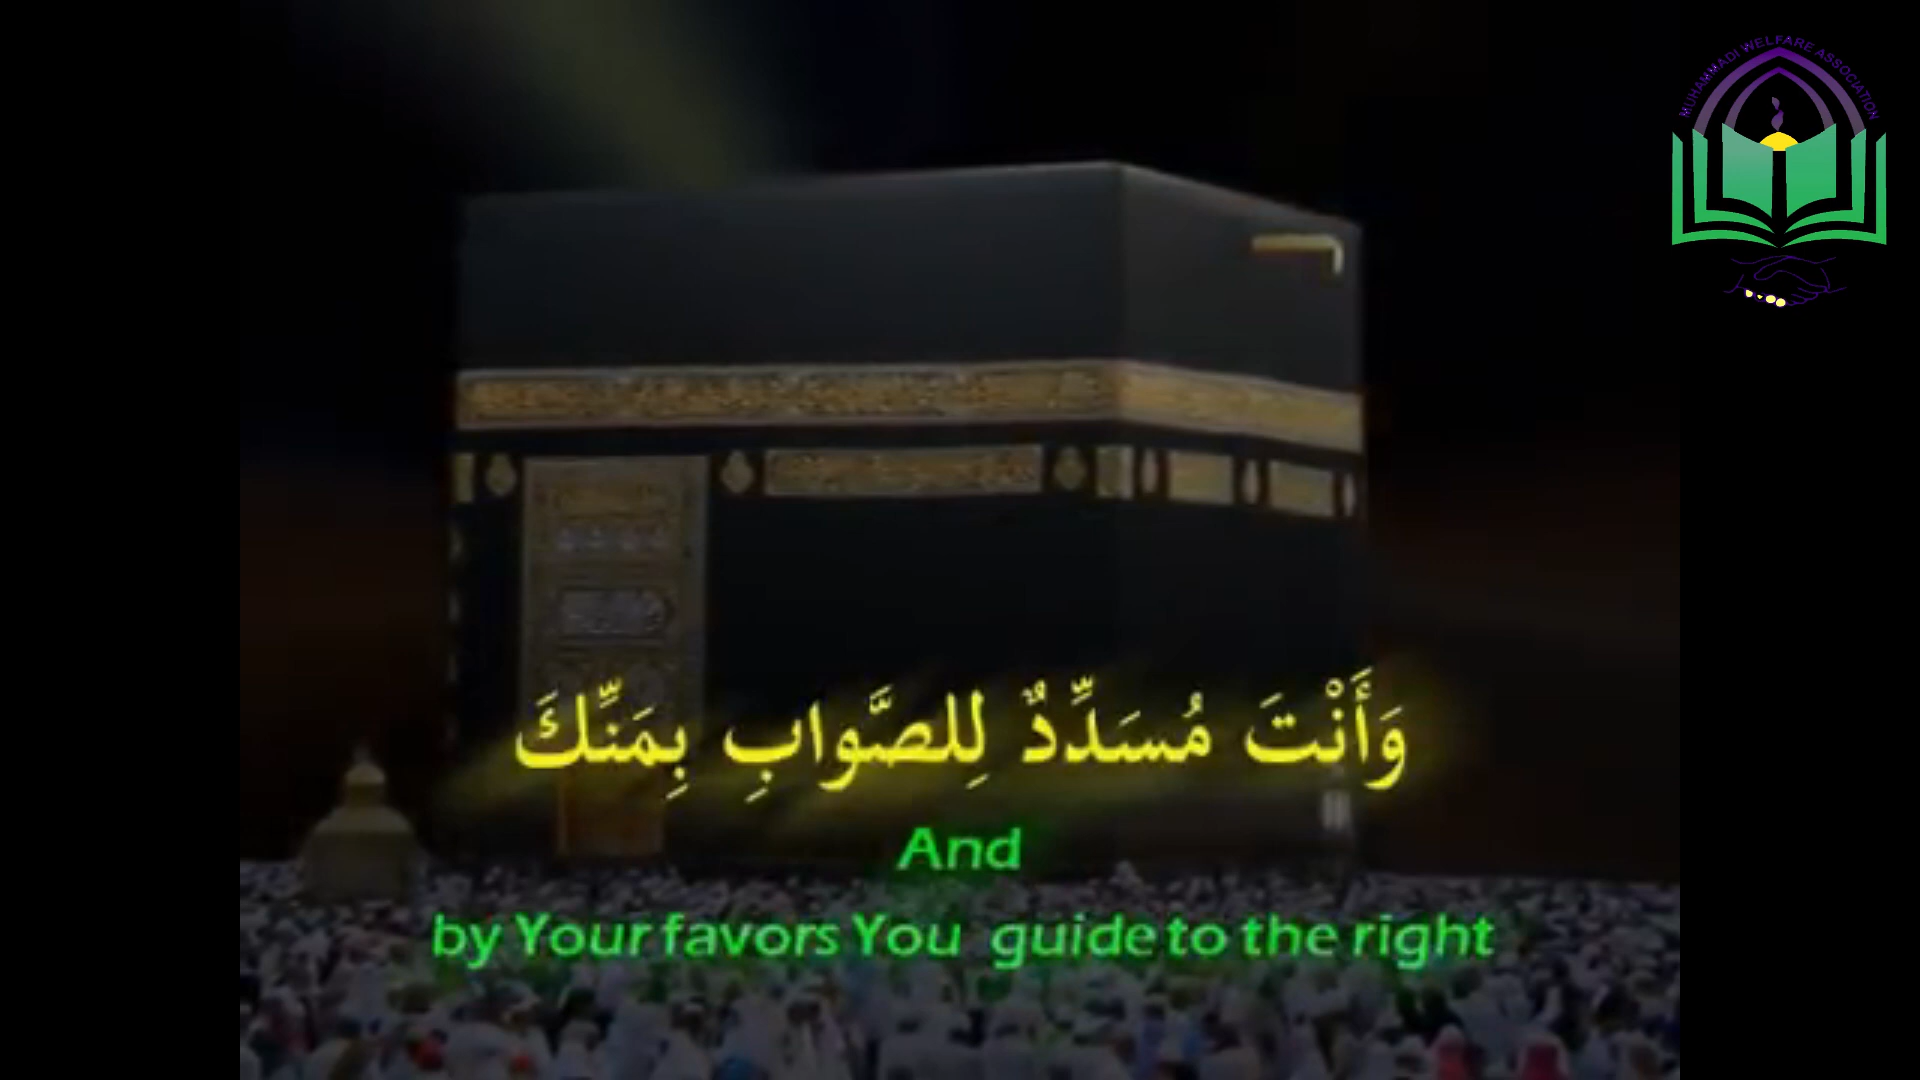 MUHAMMADI WELFARE ASSOCIATION
وَأَنْتَ مُسَدِّدٌ لِلصَّوابِ بِمَنِّكَ
And
by Your favors You guide to the right